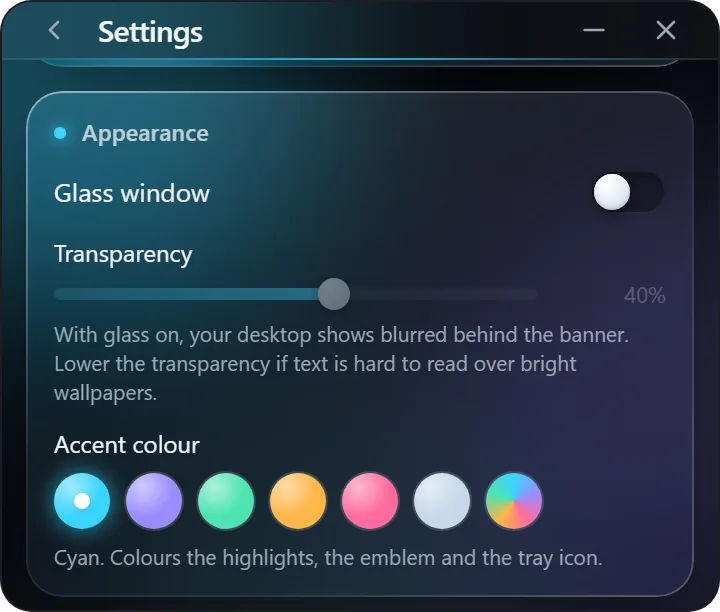 Settings
Appearance
Glass window
Transparency
40%
With glass on, your desktop shows blurred behind the banner.
Lower the transparency if text is hard to read over bright
wallpapers.
Accent colour
Cyan. Colours the highlights, the emblem and the tray icon.